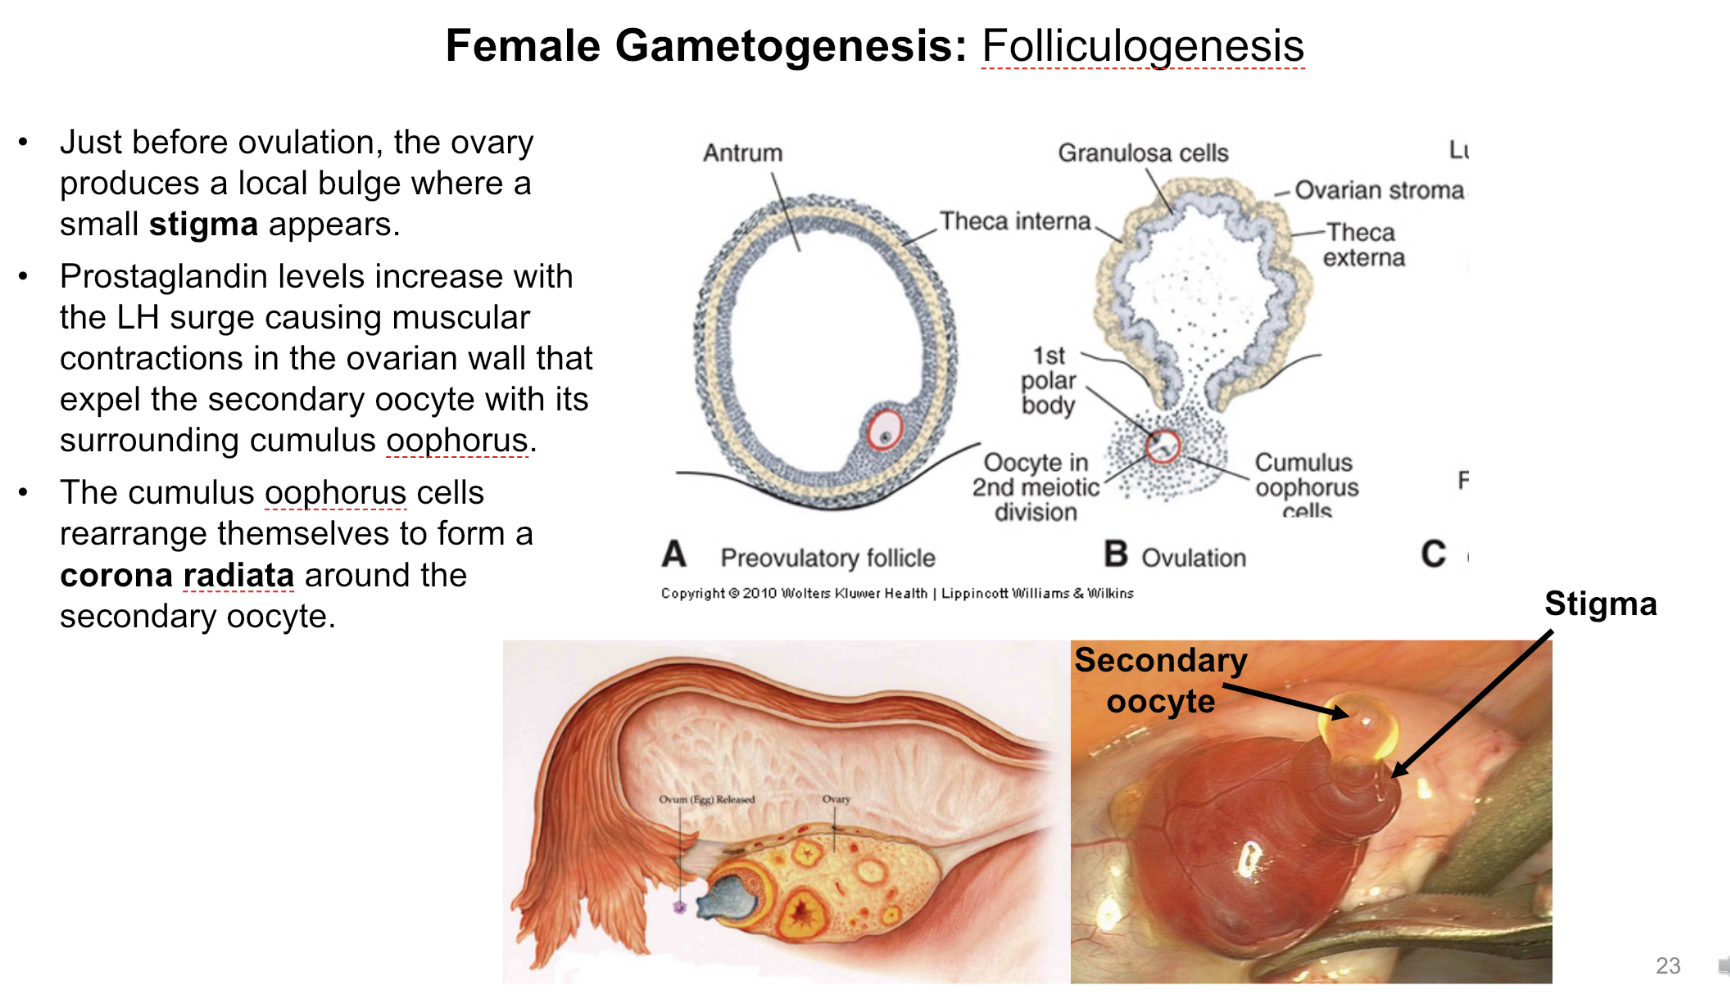 Female Gametogenesis: Folliculogenesis
• Just before ovulation, the ovary
produces a local bulge where a
small stigma appears.
• Prostaglandin levels increase with
the LH surge causing muscular
contractions in the ovarian wall that
expel the secondary oocyte with its
surrounding cumulus oophorus.
• The cumulus oophorus cells
rearrange themselves to form a
corona radiata around the
secondary oocyte.
Antrum
Granulosa cells
Ovarian stroma
Theca interna
Theca
externa
1st
polar
body
Oocyte in
2nd meiotic
division
Cumulus
oophorus
cells
A Preovulatory follicle
B Ovulation
C
Copyright © 2010 Wolters Kluwer Health | Lippincott Williams & Wilkins
Stigma
Secondary
oocyte
Ovum (Egg) Released
Ovary
23